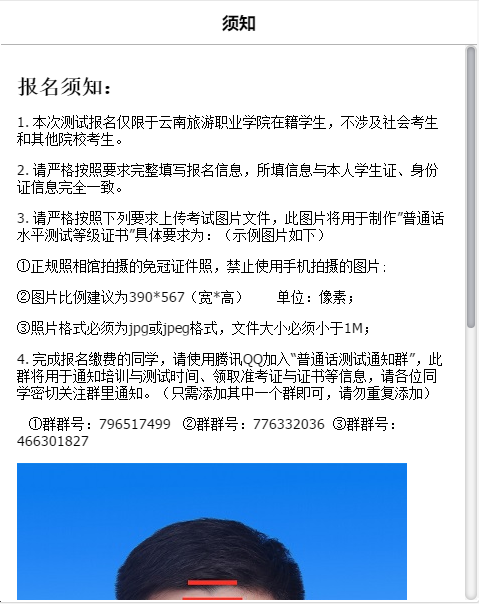 须知
报名须知：
1. 本次测试报名仅限于云南旅游职业学院在籍学生，不涉及社会考生
和其他院校考生。
2. 请严格按照要求完整填写报名信息，所填信息与本人学生证、身份
证信息完全一致。
3. 请严格按照下列要求上传考试图片文件，此图片将用于制作”普通话
水平测试等级证书”具体要求为：（示例图片如下）
①正规照相馆拍摄的免冠证件照，禁止使用手机拍摄的图片;
②图片比例建议为390*567（宽*高） 单位：像素；
③照片格式必须为jpg或jpeg格式，文件大小必须小于1M；
4. 完成报名缴费的同学，请使用腾讯QQ加入“普通话测试通知群”，此
群将用于通知培训与测试时间、领取准考证与证书等信息，请各位同
学密切关注群里通知。（只需添加其中一个群即可，请勿重复添加）
①群群号：796517499 ②群群号：776332036 ③群群号：
466301827